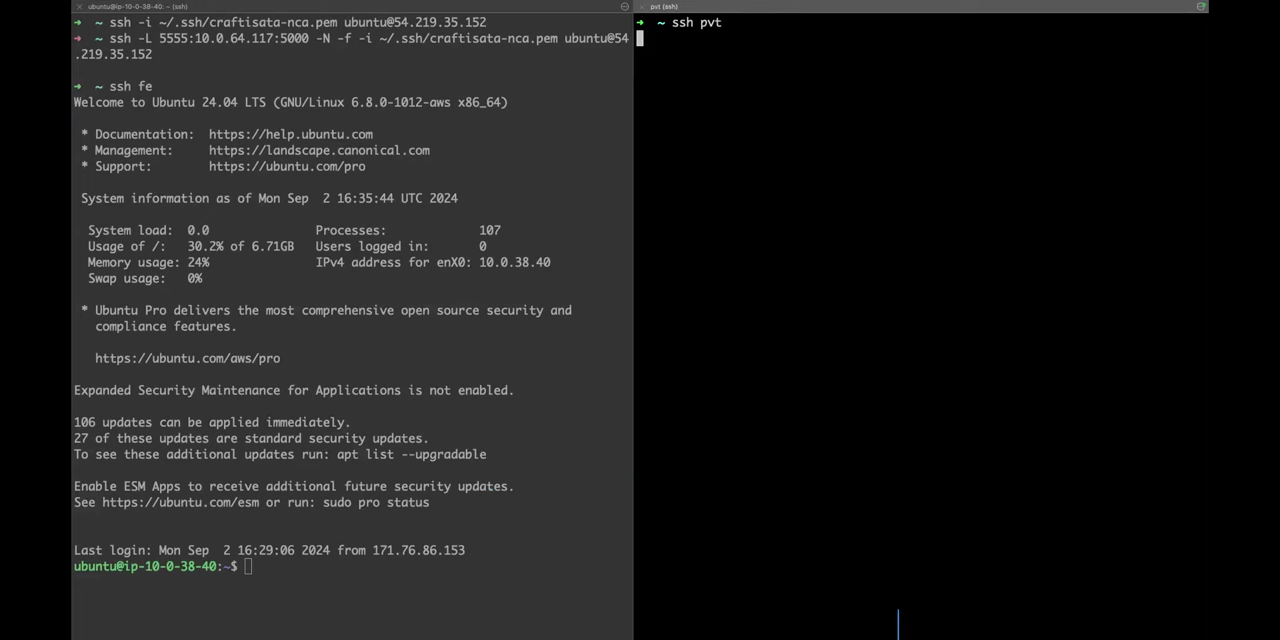 ubuntu@ip-10-0-38-40: ~ (ssh)
➜  ~ ssh -i ~/.ssh/craftisata-nca.pem ubuntu@54.219.35.152
➜  ~ ssh -L 5555:10.0.64.117:5000 -N -f -i ~/.ssh/craftisata-nca.pem ubuntu@54
.219.35.152
➜  ~ ssh fe
Welcome to Ubuntu 24.04 LTS (GNU/Linux 6.8.0-1012-aws x86_64)
* Documentation:  https://help.ubuntu.com
* Management:     https://landscape.canonical.com
* Support:        https://ubuntu.com/pro
System information as of Mon Sep  2 16:35:44 UTC 2024
System load:  0.0               Processes:             107
Usage of /:   30.2% of 6.71GB   Users logged in:       0
Memory usage: 24%               IPv4 address for enX0: 10.0.38.40
Swap usage:   0%
* Ubuntu Pro delivers the most comprehensive open source security and
compliance features.
https://ubuntu.com/aws/pro
Expanded Security Maintenance for Applications is not enabled.
106 updates can be applied immediately.
27 of these updates are standard security updates.
To see these additional updates run: apt list --upgradable
Enable ESM Apps to receive additional future security updates.
See https://ubuntu.com/esm or run: sudo pro status
Last login: Mon Sep  2 16:29:06 2024 from 171.76.86.153
ubuntu@ip-10-0-38-40:~$
pvt (ssh)
➜  ~ ssh pvt